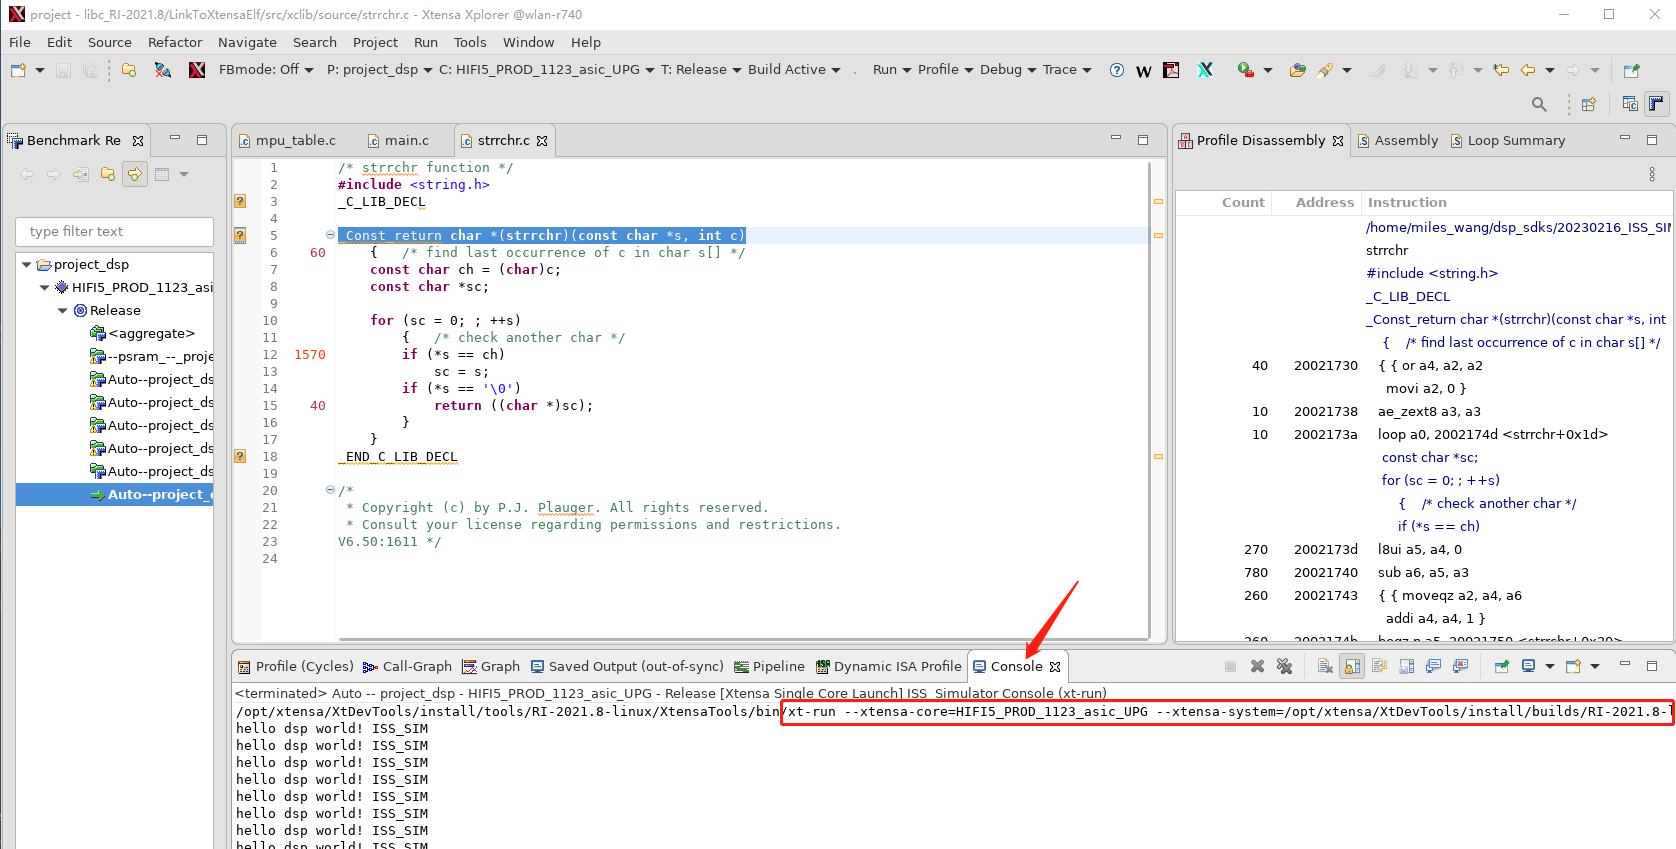 project - libc_RI-2021.8/LinkToXtensaElf/src/xclib/source/strrchr.c - Xtensa Xplorer @wlan-r740
File Edit Source Refactor Navigate Search Project Run Tools Window Help
FBmode: Off P: project_dsp C: HIFI5_PROD_1123_asic_UPG T: Release Build Active Run Profile Debug Trace
Benchmark Re
type filter text
project_dsp
HIFI5_PROD_1123_asi
Release
<aggregate>
--psram_--_proje
Auto--project_ds
Auto--project_ds
Auto--project_ds
Auto--project_ds
Auto--project_ds
Auto--project_
mpu_table.c main.c strrchr.c
1 /* strrchr function */
2 #include <string.h>
3 _C_LIB_DECL
4
5 _Const_return char *(strrchr)(const char *s, int c)
6 60 { /* find last occurrence of c in char s[] */
7 const char ch = (char)c;
8 const char *sc;
9
10 for (sc = 0; ; ++s)
11 { /* check another char */
12 1570 if (*s == ch)
13 sc = s;
14 if (*s == '\0')
15 40 return ((char *)sc);
16 }
17 }
18 _END_C_LIB_DECL
19
20 /*
21 * Copyright (c) by P.J. Plauger. All rights reserved.
22 * Consult your license regarding permissions and restrictions.
23 V6.50:1611 */
24
Profile Disassembly Assembly Loop Summary
Count Address Instruction
/home/miles_wang/dsp_sdks/20230216_ISS_SI
strrchr
#include <string.h>
_C_LIB_DECL
_Const_return char *(strrchr)(const char *s, int
{ /* find last occurrence of c in char s[] */
40 20021730 { { or a4, a2, a2
movi a2, 0 }
10 20021738 ae_zext8 a3, a3
10 2002173a loop a0, 2002174d <strrchr+0x1d>
const char *sc;
for (sc = 0; ; ++s)
{ /* check another char */
if (*s == ch)
270 2002173d l8ui a5, a4, 0
780 20021740 sub a6, a5, a3
260 20021743 { { moveqz a2, a4, a6
addi a4, a4, 1 }
260 2002174b beqz.n a5, 20021750 <strrchr+0x20>
Profile (Cycles) Call-Graph Graph Saved Output (out-of-sync) Pipeline Dynamic ISA Profile Console
<terminated> Auto -- project_dsp - HIFI5_PROD_1123_asic_UPG - Release [Xtensa Single Core Launch] ISS Simulator Console (xt-run)
/opt/xtensa/XtDevTools/install/tools/RI-2021.8-linux/XtensaTools/bin/xt-run --xtensa-core=HIFI5_PROD_1123_asic_UPG --xtensa-system=/opt/xtensa/XtDevTools/install/builds/RI-2021.8-l
hello dsp world! ISS_SIM
hello dsp world! ISS_SIM
hello dsp world! ISS_SIM
hello dsp world! ISS_SIM
hello dsp world! ISS_SIM
hello dsp world! ISS_SIM
hello dsp world! ISS_SIM
hello dsp world! ISS_SIM